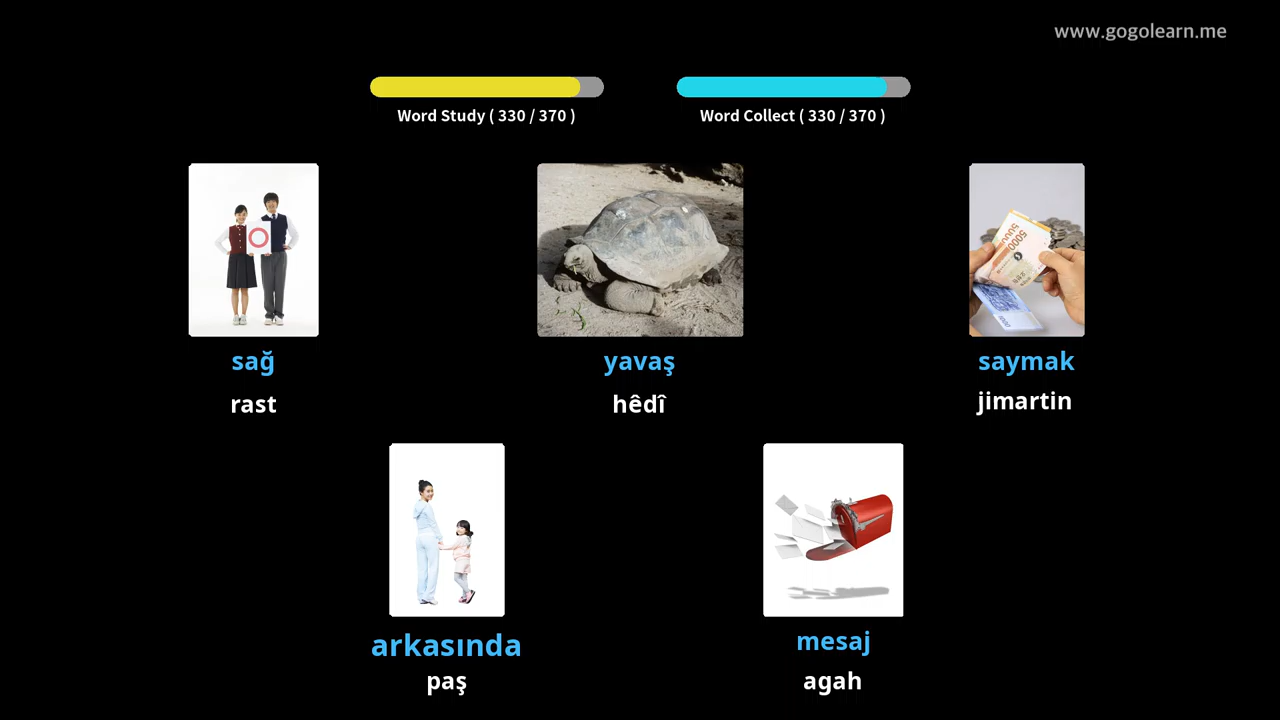 www.gogolearn.me
Word Study ( 330 / 370 )
Word Collect ( 330 / 370 )
sağ
yavaş
saymak
rast
hêdî
jimartin
arkasında
mesaj
paş
agah